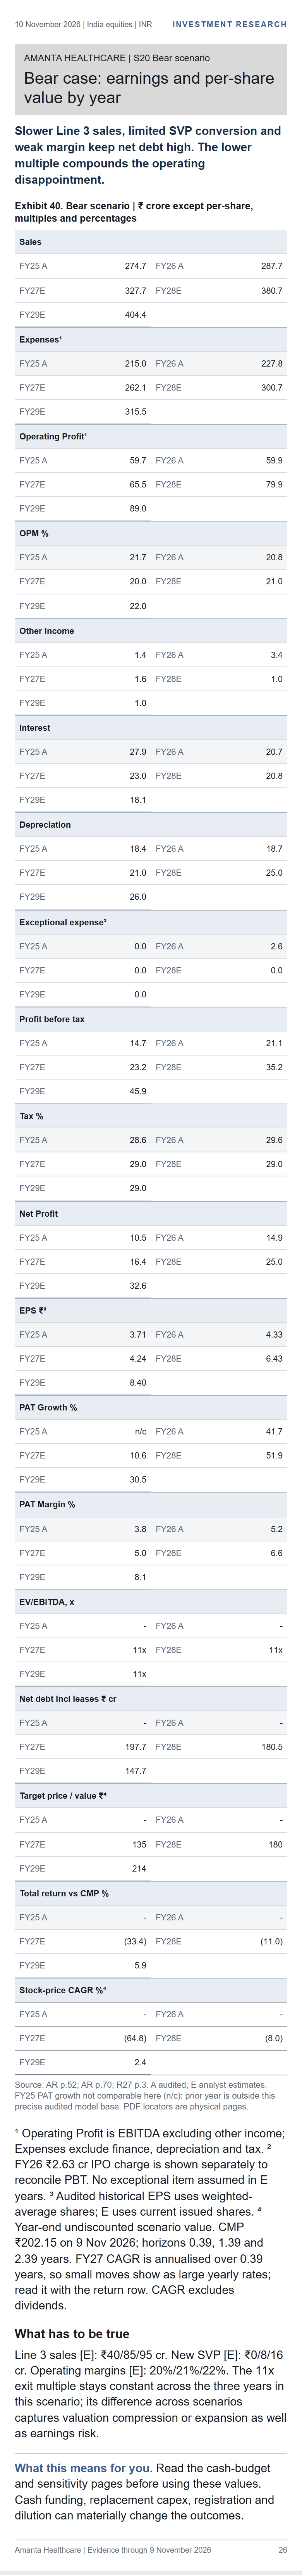 10 November 2026 | India equities | INR INVESTMENT RESEARCH
AMANTA HEALTHCARE | S20 Bear scenario
Bear case: earnings and per-share
value by year
Slower Line 3 sales, limited SVP conversion and
weak margin keep net debt high. The lower
multiple compounds the operating
disappointment.
Exhibit 40. Bear scenario | ₹ crore except per-share,
multiples and percentages
Sales
FY25 A 274.7 FY26 A 287.7
FY27E 327.7 FY28E 380.7
FY29E 404.4
Expenses¹
FY25 A 215.0 FY26 A 227.8
FY27E 262.1 FY28E 300.7
FY29E 315.5
Operating Profit¹
FY25 A 59.7 FY26 A 59.9
FY27E 65.5 FY28E 79.9
FY29E 89.0
OPM %
FY25 A 21.7 FY26 A 20.8
FY27E 20.0 FY28E 21.0
FY29E 22.0
Other Income
FY25 A 1.4 FY26 A 3.4
FY27E 1.6 FY28E 1.0
FY29E 1.0
Interest
FY25 A 27.9 FY26 A 20.7
FY27E 23.0 FY28E 20.8
FY29E 18.1
Depreciation
FY25 A 18.4 FY26 A 18.7
FY27E 21.0 FY28E 25.0
FY29E 26.0
Exceptional expense²
FY25 A 0.0 FY26 A 2.6
FY27E 0.0 FY28E 0.0
FY29E 0.0
Profit before tax
FY25 A 14.7 FY26 A 21.1
FY27E 23.2 FY28E 35.2
FY29E 45.9
Tax %
FY25 A 28.6 FY26 A 29.6
FY27E 29.0 FY28E 29.0
FY29E 29.0
Net Profit
FY25 A 10.5 FY26 A 14.9
FY27E 16.4 FY28E 25.0
FY29E 32.6
EPS ₹³
FY25 A 3.71 FY26 A 4.33
FY27E 4.24 FY28E 6.43
FY29E 8.40
PAT Growth %
FY25 A n/c FY26 A 41.7
FY27E 10.6 FY28E 51.9
FY29E 30.5
PAT Margin %
FY25 A 3.8 FY26 A 5.2
FY27E 5.0 FY28E 6.6
FY29E 8.1
EV/EBITDA, x
FY25 A - FY26 A -
FY27E 11x FY28E 11x
FY29E 11x
Net debt incl leases ₹ cr
FY25 A - FY26 A -
FY27E 197.7 FY28E 180.5
FY29E 147.7
Target price / value ₹⁴
FY25 A - FY26 A -
FY27E 135 FY28E 180
FY29E 214
Total return vs CMP %
FY25 A - FY26 A -
FY27E (33.4) FY28E (11.0)
FY29E 5.9
Stock-price CAGR %⁴
FY25 A - FY26 A -
FY27E (64.8) FY28E (8.0)
FY29E 2.4
Source: AR p.52; AR p.70; R27 p.3. A audited; E analyst estimates.
FY25 PAT growth not comparable here (n/c): prior year is outside this
precise audited model base. PDF locators are physical pages.
¹ Operating Profit is EBITDA excluding other income;
Expenses exclude finance, depreciation and tax. ²
FY26 ₹2.63 cr IPO charge is shown separately to
reconcile PBT. No exceptional item assumed in E
years. ³ Audited historical EPS uses weighted-
average shares; E uses current issued shares. ⁴
Year-end undiscounted scenario value. CMP
₹202.15 on 9 Nov 2026; horizons 0.39, 1.39 and
2.39 years. FY27 CAGR is annualised over 0.39
years, so small moves show as large yearly rates;
read it with the return row. CAGR excludes
dividends.
What has to be true
Line 3 sales [E]: ₹40/85/95 cr. New SVP [E]: ₹0/8/16
cr. Operating margins [E]: 20%/21%/22%. The 11x
exit multiple stays constant across the three years in
this scenario; its difference across scenarios
captures valuation compression or expansion as well
as earnings risk.
What this means for you. Read the cash-budget
and sensitivity pages before using these values.
Cash funding, replacement capex, registration and
dilution can materially change the outcomes.
Amanta Healthcare | Evidence through 9 November 2026 26